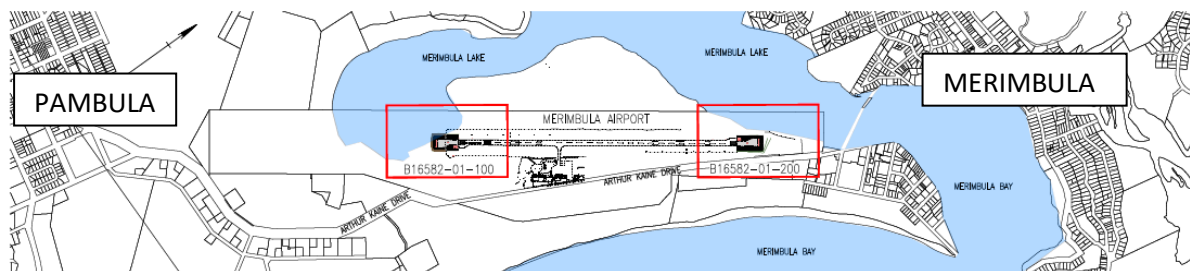 MERIMBULA LAKE
MERIMBULA LAKE
PAMBULA
MERIMBULA
MERIMBULA AIRPORT
B16582-01-100
B16582-01-200
ARTHUR KAINE DRIVE
ARTHUR KAINE DRIVE
MERIMBULA BAY
MERIMBULA BAY